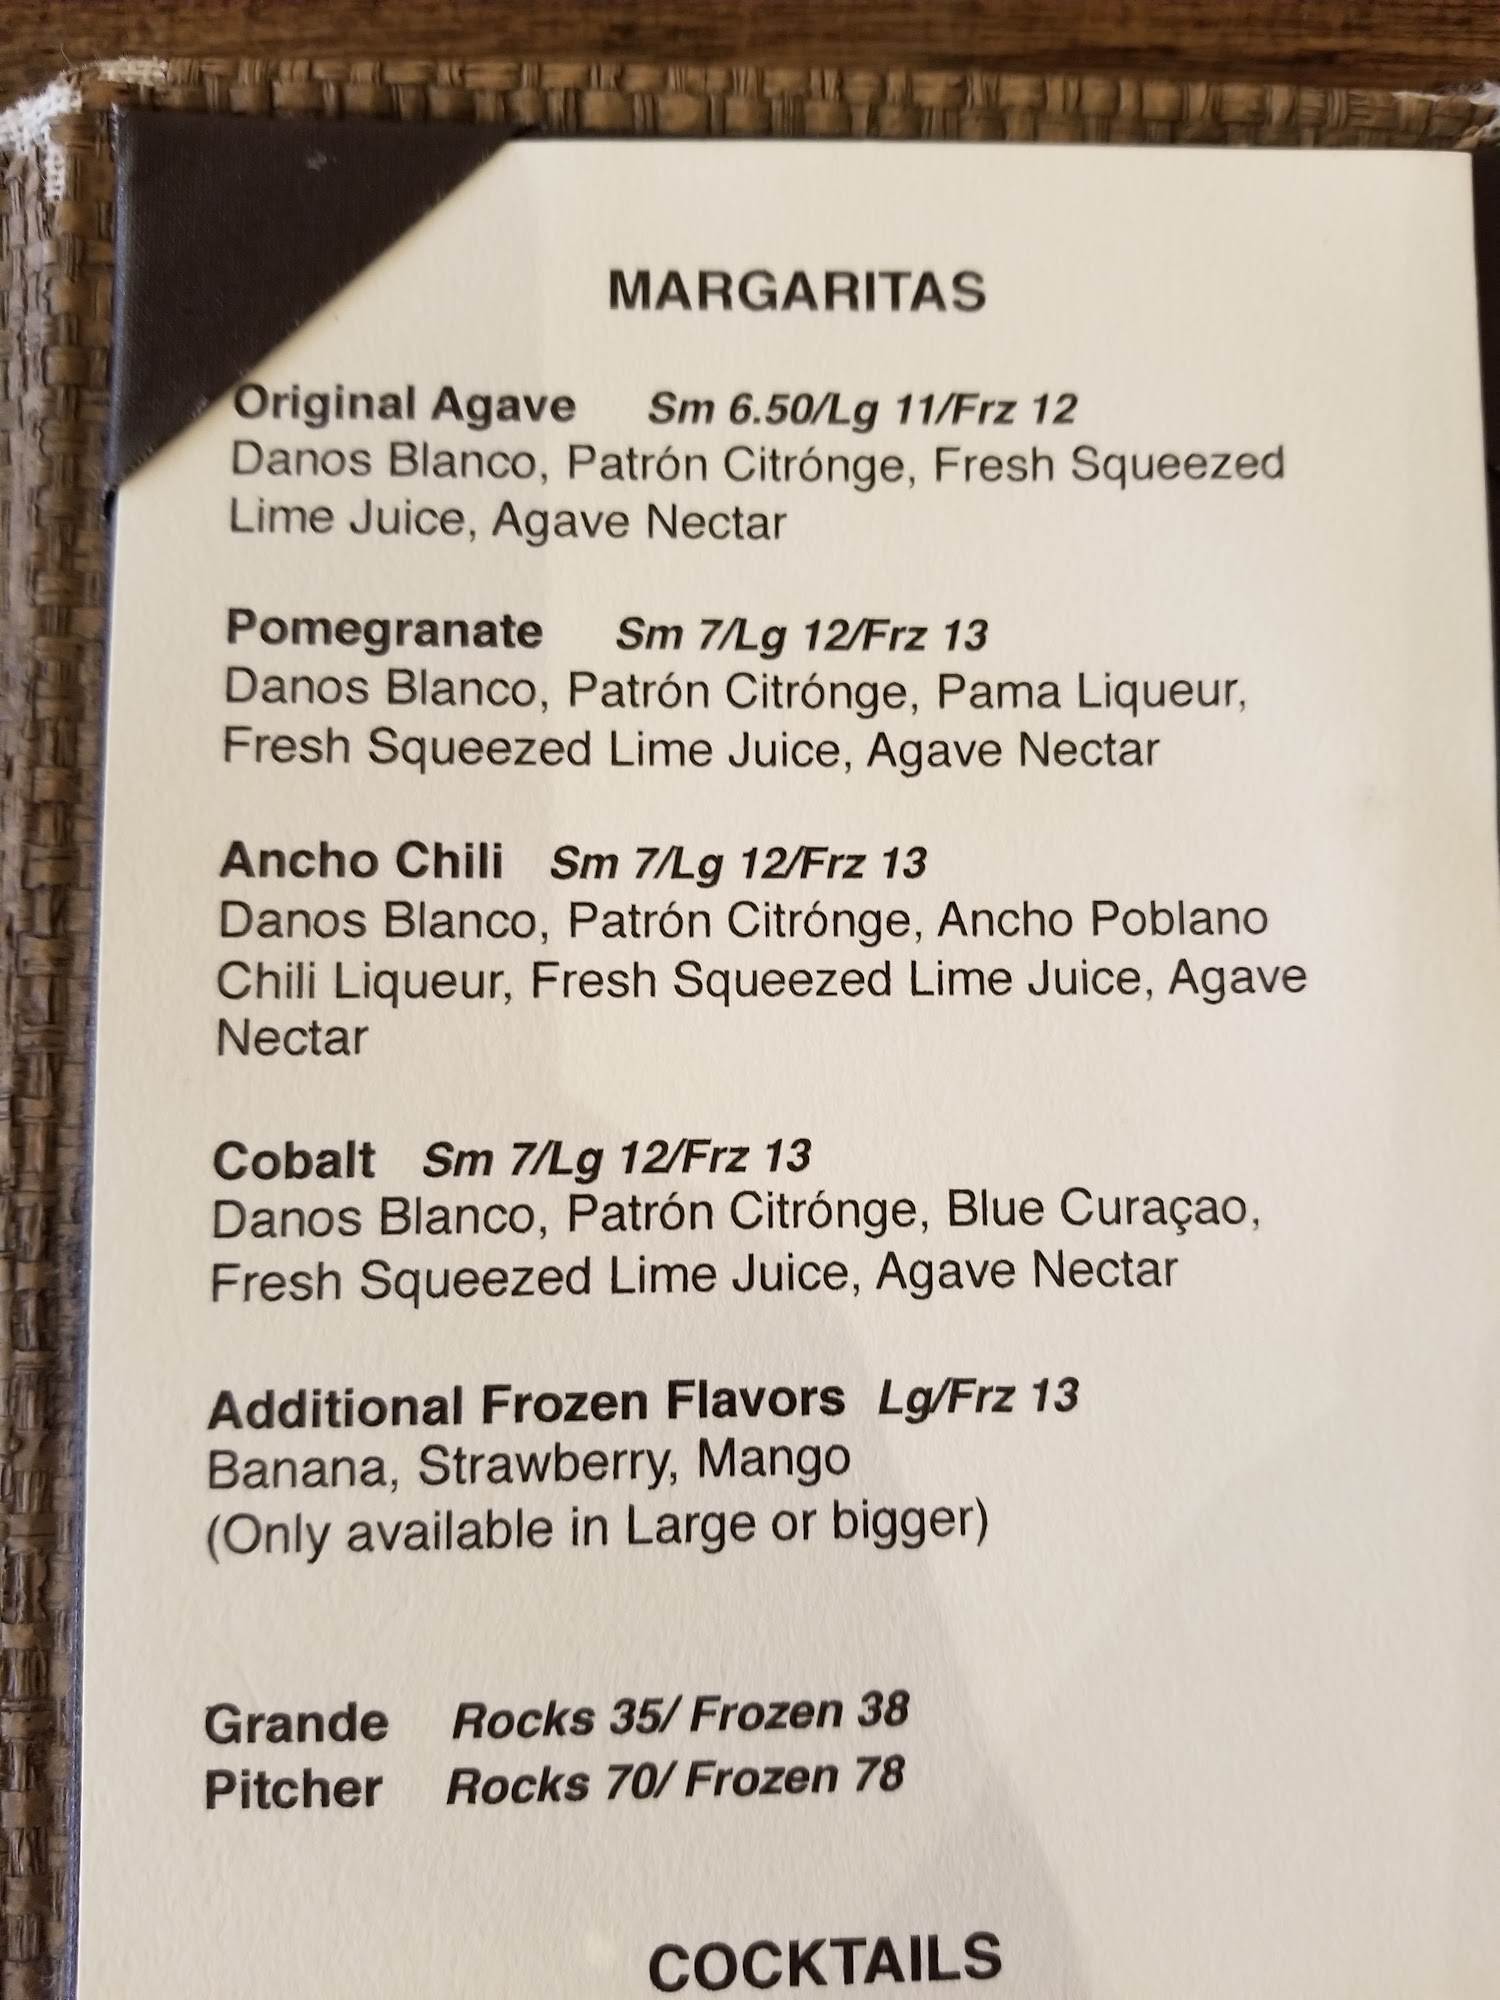 MARGARITAS
Original Agave Sm 6.50/Lg 11/Frz 12
Danos Blanco, Patrón Citrónge, Fresh Squeezed
Lime Juice, Agave Nectar
Pomegranate Sm 7/Lg 12/Frz 13
Danos Blanco, Patrón Citrónge, Pama Liqueur,
Fresh Squeezed Lime Juice, Agave Nectar
Ancho Chili Sm 7/Lg 12/Frz 13
Danos Blanco, Patrón Citrónge, Ancho Poblano
Chili Liqueur, Fresh Squeezed Lime Juice, Agave
Nectar
Cobalt Sm 7/Lg 12/Frz 13
Danos Blanco, Patrón Citrónge, Blue Curaçao,
Fresh Squeezed Lime Juice, Agave Nectar
Additional Frozen Flavors Lg/Frz 13
Banana, Strawberry, Mango
(Only available in Large or bigger)
Grande Rocks 35/ Frozen 38
Pitcher Rocks 70/ Frozen 78
COCKTAILS